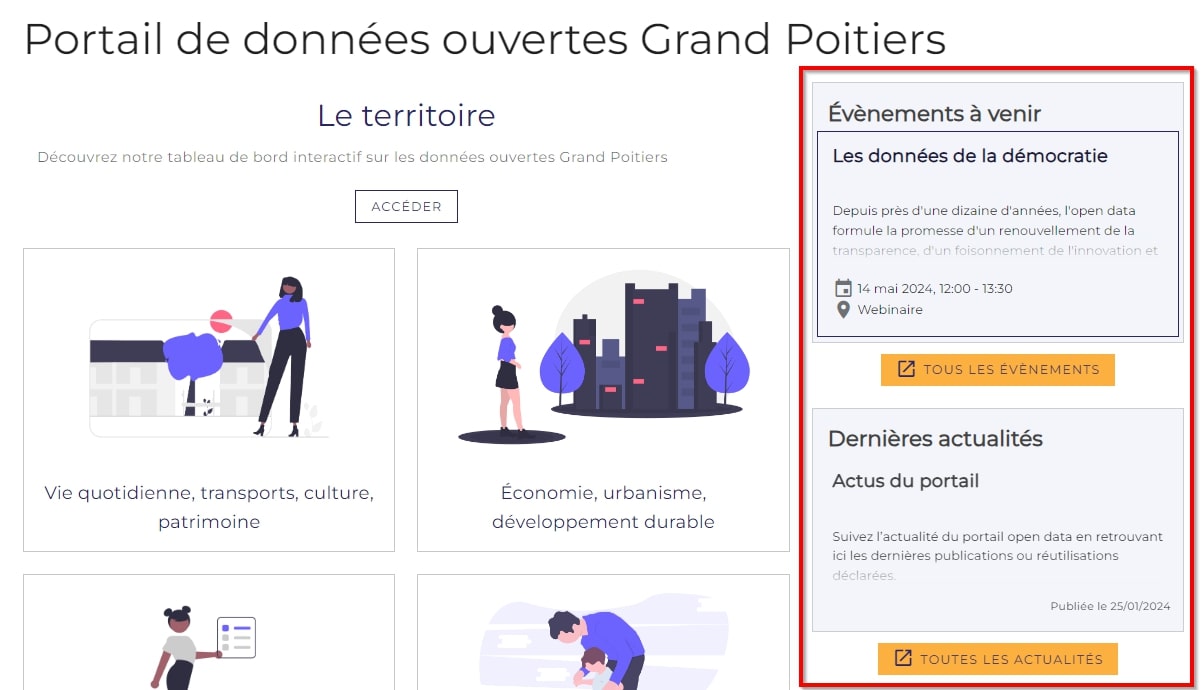 Portail de données ouvertes Grand Poitiers
Le territoire
Découvrez notre tableau de bord interactif sur les données ouvertes Grand Poitiers
ACCÉDER
Vie quotidienne, transports, culture,
patrimoine
Économie, urbanisme,
développement durable
Évènements à venir
Les données de la démocratie
Depuis près d'une dizaine d'années, l'open data
formule la promesse d'un renouvellement de la
transparence, d'un foisonnement de l'innovation et
14 mai 2024, 12:00 - 13:30
Webinaire
TOUS LES ÉVÈNEMENTS
Dernières actualités
Actus du portail
Suivez l’actualité du portail open data en retrouvant
ici les dernières publications ou réutilisations
déclarées.
Publiée le 25/01/2024
TOUTES LES ACTUALITÉS